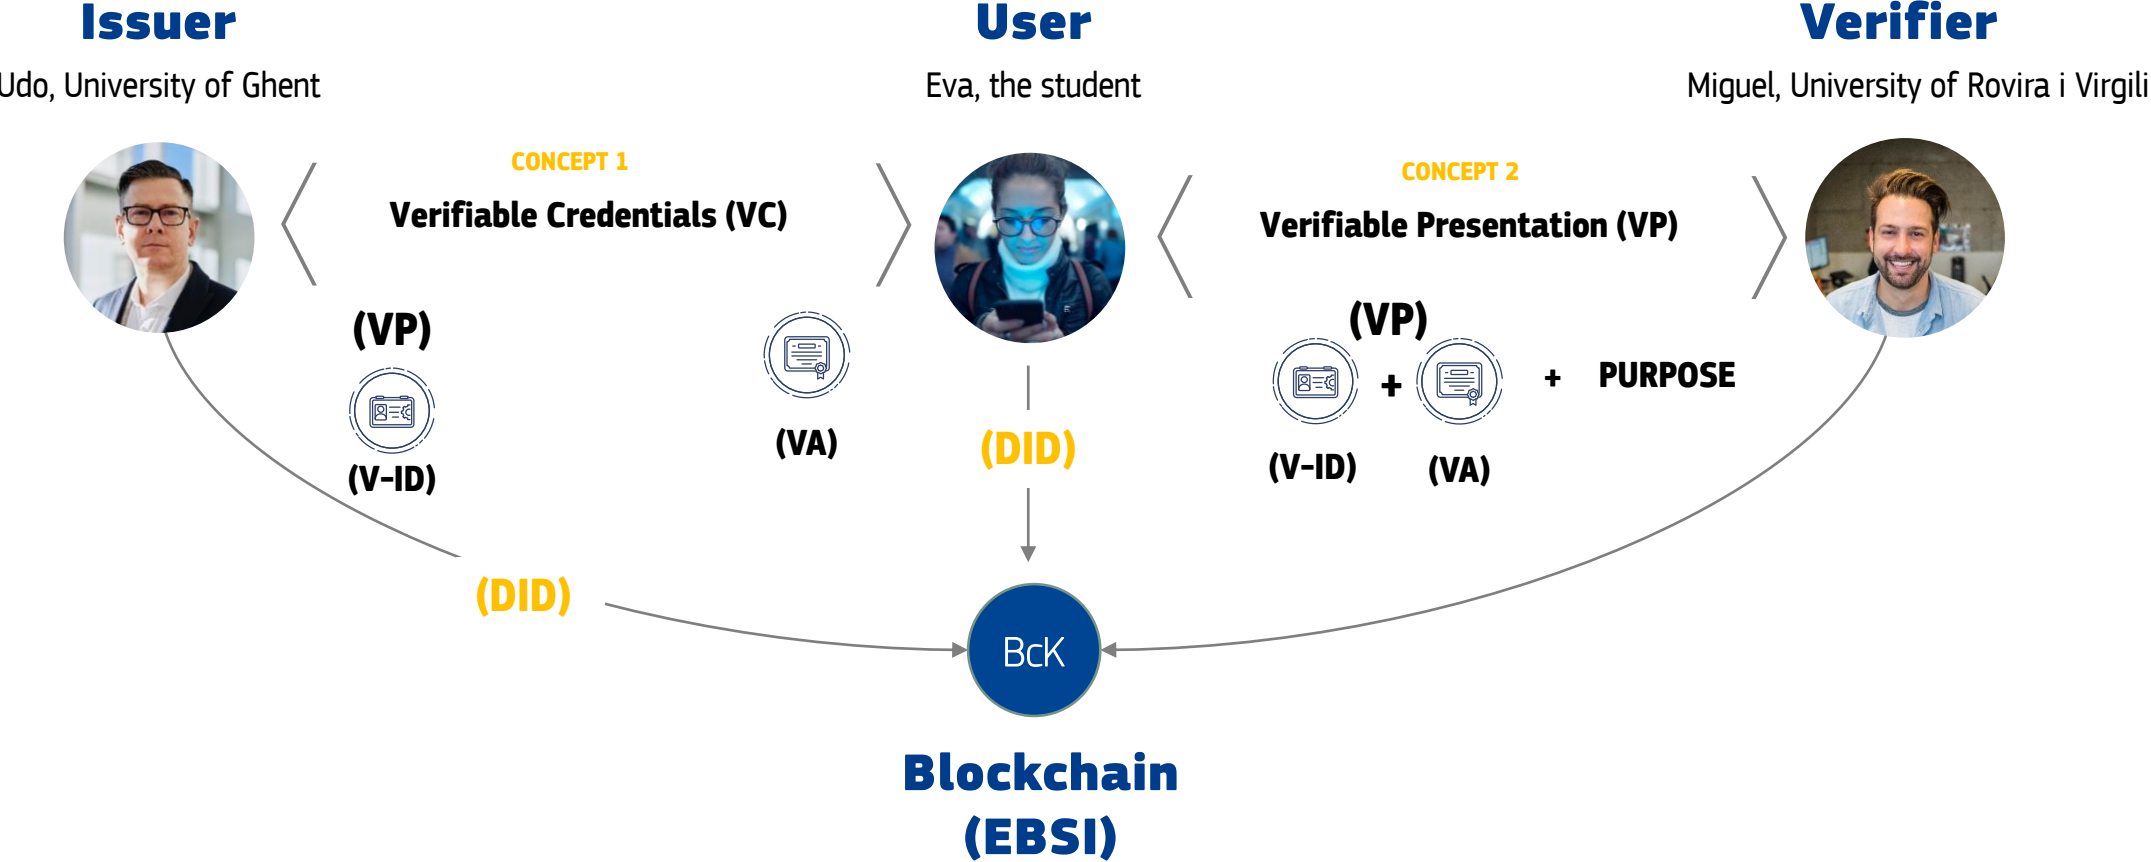 Issuer
User
Verifier
Udo, University of Ghent
Eva, the student
Miguel, University of Rovira i Virgili
CONCEPT 1
Verifiable Credentials (VC)
CONCEPT 2
Verifiable Presentation (VP)
(VP)
(V-ID)
(VA)
(DID)
(VP)
+
+ PURPOSE
(V-ID)
(VA)
(DID)
BcK
Blockchain
(EBSI)